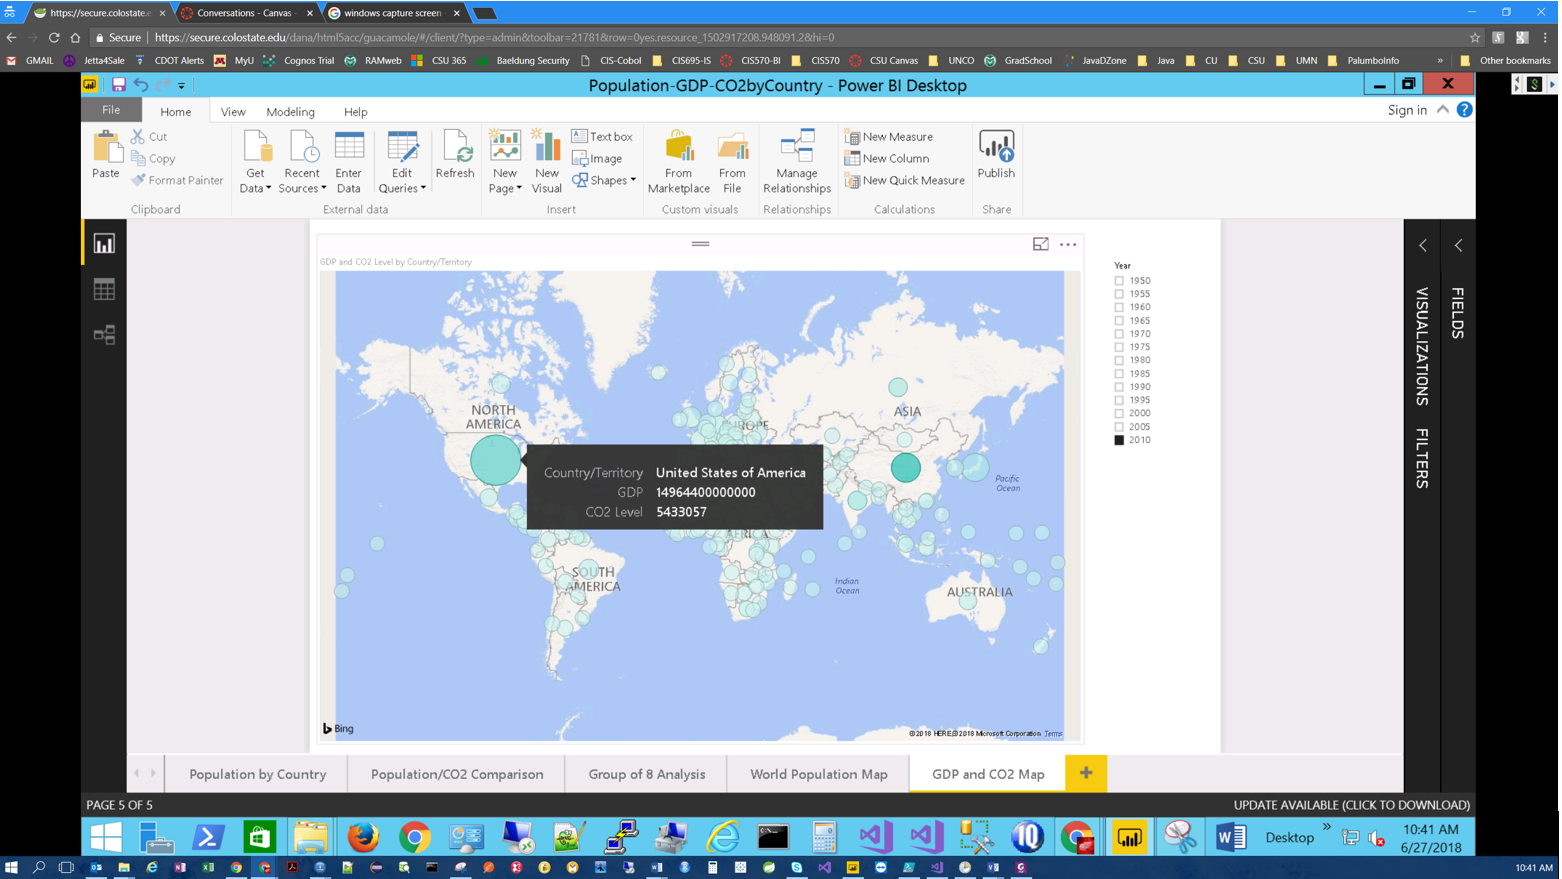 https://secure.colostate.e
Conversations - Canvas
windows capture screen
Secure
https://secure.colostate.edu/dana/html5acc/guacamole/#/client/?type=admin&toolbar=21781&row=0yes.resource_1502917208.948091.2&hi=0
GMAIL Jetta4Sale CDOT Alerts MyU Cognos Trial RAMweb CSU 365 Baeldung Security CIS-Cobol CIS695-IS CIS570-BI CIS570 CSU Canvas UNCO GradSchool JavaDZone Java CU CSU UMN PalumboInfo » Other bookmarks
Population-GDP-CO2byCountry - Power BI Desktop
File Home View Modeling Help
Sign in
Paste
Cut
Copy
Format Painter
Clipboard
Get Data
Recent Sources
Enter Data
Edit Queries
Refresh
External data
New Page
New Visual
Text box
Image
Shapes
Insert
From Marketplace
From File
Custom visuals
Manage Relationships
Relationships
New Measure
New Column
New Quick Measure
Calculations
Publish
Share
GDP and CO2 Level by Country/Territory
NORTH
AMERICA
EUROPE
ASIA
Pacific
Ocean
Country/Territory United States of America
GDP 14964400000000
CO2 Level 5433057
AFRICA
SOUTH
AMERICA
Indian
Ocean
AUSTRALIA
Bing
©2018 HERE,©2018 Microsoft Corporation Terms
Year
1950
1955
1960
1965
1970
1975
1980
1985
1990
1995
2000
2005
2010
VISUALIZATIONS
FILTERS
FIELDS
Population by Country
Population/CO2 Comparison
Group of 8 Analysis
World Population Map
GDP and CO2 Map
PAGE 5 OF 5
UPDATE AVAILABLE (CLICK TO DOWNLOAD)
Desktop
10:41 AM
6/27/2018
10:41 AM